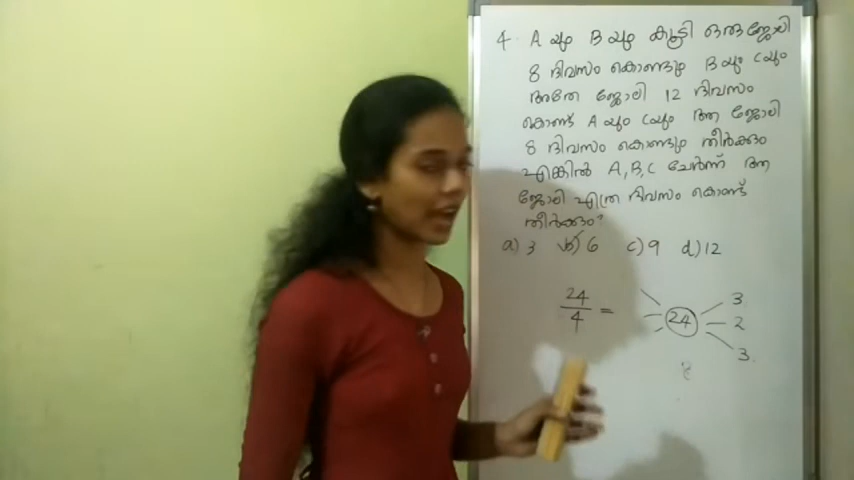 4. A യും B യും കൂടി ഒരു ജോലി
8 ദിവസം കൊണ്ടും B യും C യും
അതേ ജോലി 12 ദിവസം
കൊണ്ട് A യും C യും ആ ജോലി
8 ദിവസം കൊണ്ടും തീർക്കും
എങ്കിൽ A, B, C ചേർന്ന് ആ
ജോലി എത്ര ദിവസം കൊണ്ട്
തീർക്കും?
a) 3 b) 6 c) 9 d) 12
24/4 = 24 3
2
3